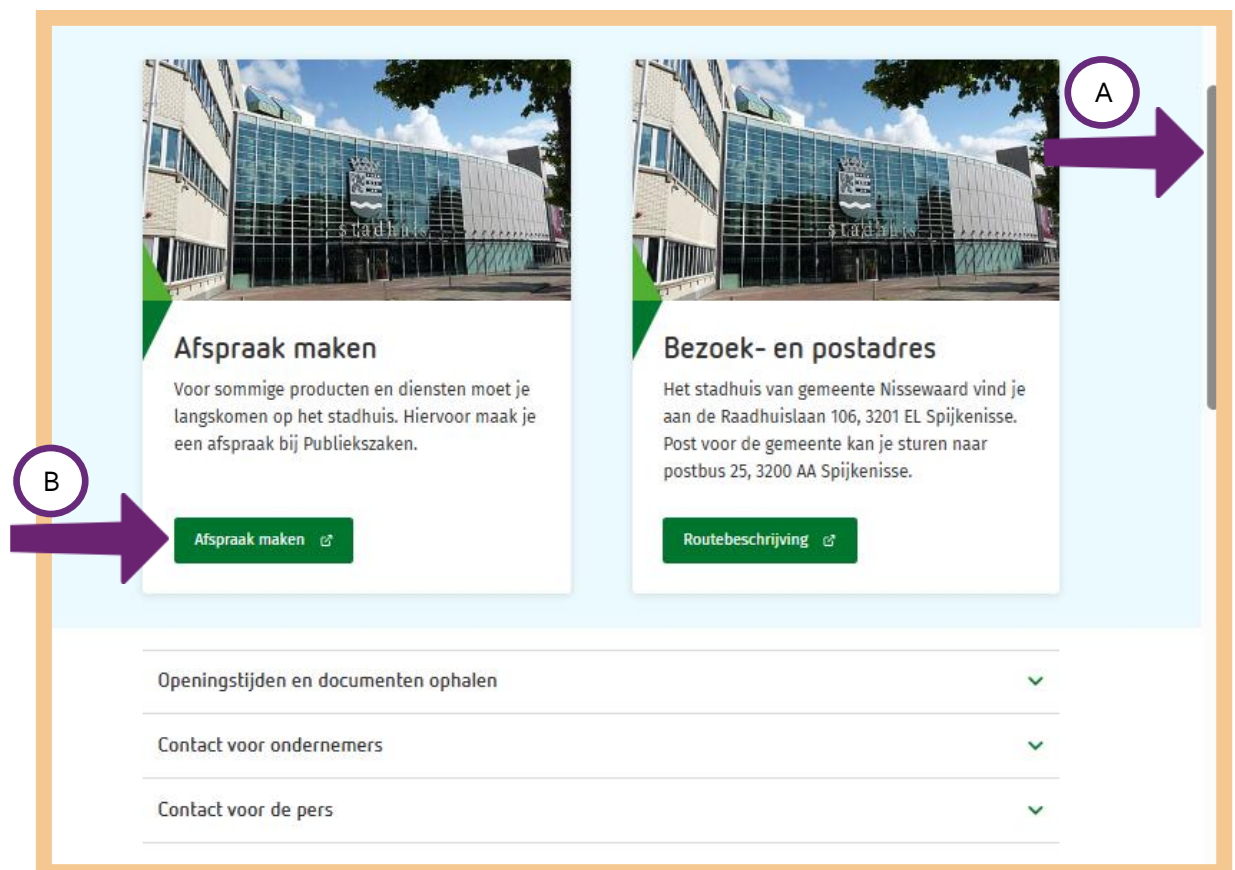 A
stadhuis
stadhuis
Afspraak maken
Voor sommige producten en diensten moet je
langskomen op het stadhuis. Hiervoor maak je
een afspraak bij Publiekszaken.
B
Afspraak maken
Bezoek- en postadres
Het stadhuis van gemeente Nissewaard vind je
aan de Raadhuislaan 106, 3201 EL Spijkenisse.
Post voor de gemeente kan je sturen naar
postbus 25, 3200 AA Spijkenisse.
Routebeschrijving
Openingstijden en documenten ophalen
Contact voor ondernemers
Contact voor de pers